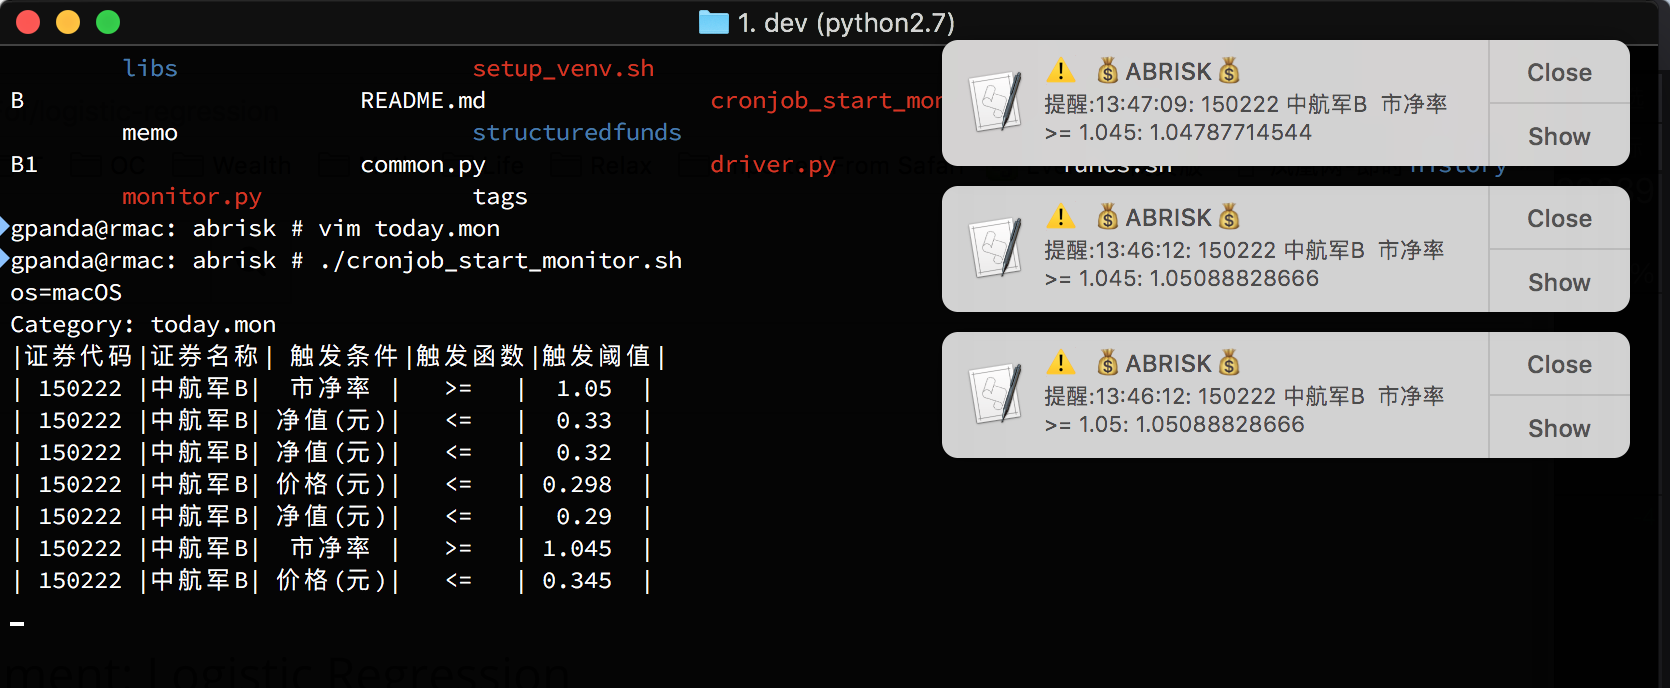 1. dev (python2.7)
libs setup_venv.sh
B README.md cronjob_start_mon
memo structuredfunds
B1 common.py driver.py funcs.sh history
monitor.py tags
gpanda@rmac: abrisk # vim today.mon
gpanda@rmac: abrisk # ./cronjob_start_monitor.sh
os=macOS
Category: today.mon
|证券代码|证券名称| 触发条件|触发函数|触发阈值|
| 150222 |中航军B| 市净率 | >= | 1.05 |
| 150222 |中航军B| 净值(元)| <= | 0.33 |
| 150222 |中航军B| 净值(元)| <= | 0.32 |
| 150222 |中航军B| 价格(元)| <= | 0.298 |
| 150222 |中航军B| 净值(元)| <= | 0.29 |
| 150222 |中航军B| 市净率 | >= | 1.045 |
| 150222 |中航军B| 价格(元)| <= | 0.345 |
⚠️ 💰ABRISK💰
提醒:13:47:09: 150222 中航军B 市净率
>= 1.045: 1.04787714544
Close
Show
⚠️ 💰ABRISK💰
提醒:13:46:12: 150222 中航军B 市净率
>= 1.045: 1.05088828666
Close
Show
⚠️ 💰ABRISK💰
提醒:13:46:12: 150222 中航军B 市净率
>= 1.05: 1.05088828666
Close
Show
OC Wealth Life Relax From Safari
ment: Logistic Regression